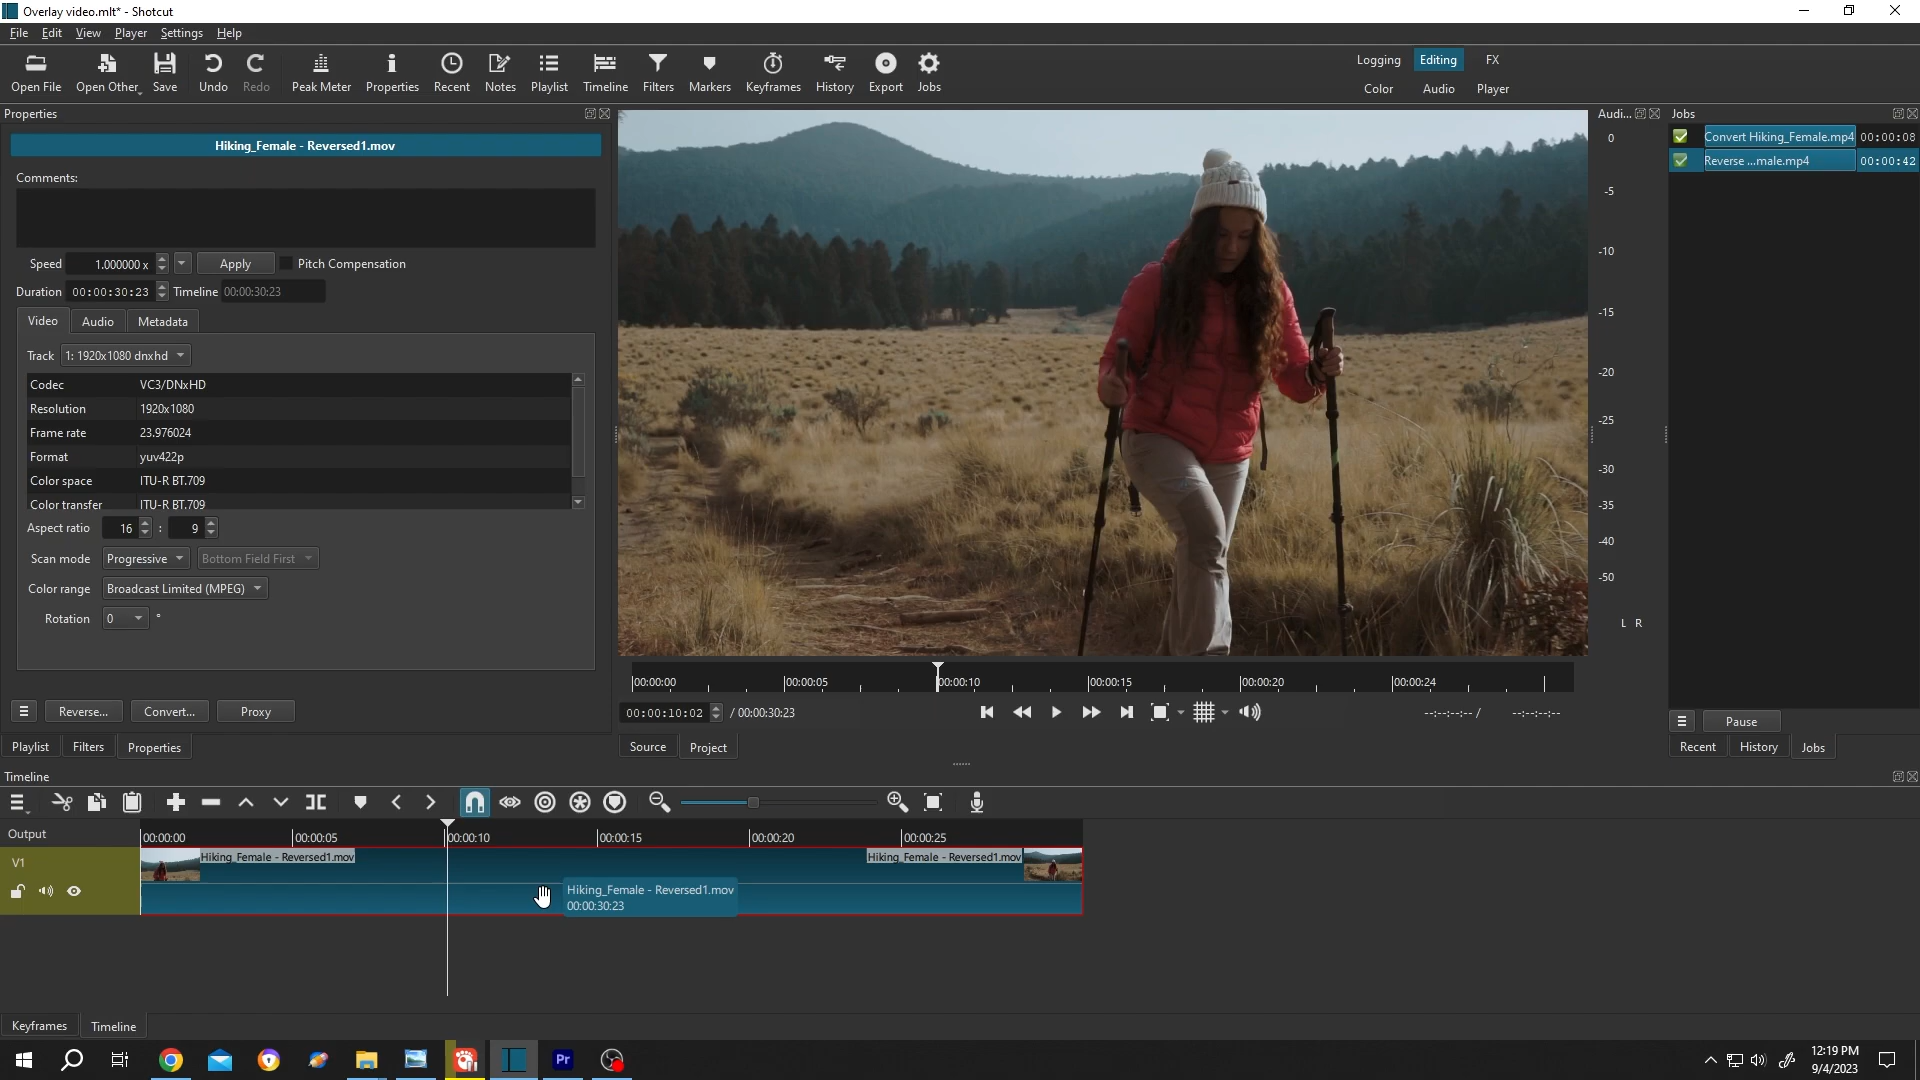 Overlay video.mlt* - Shotcut
File Edit View Player Settings Help
Open File Open Other Save Undo Redo Peak Meter Properties Recent Notes Playlist Timeline Filters Markers Keyframes History Export Jobs
Logging Editing FX
Color Audio Player
Properties
Hiking_Female - Reversed1.mov
Comments:
Speed 1.000000 x Apply Pitch Compensation
Duration 00:00:30:23 Timeline 00:00:30:23
Video Audio Metadata
Track 1: 1920x1080 dnxhd
Codec VC3/DNxHD
Resolution 1920x1080
Frame rate 23.976024
Format yuv422p
Color space ITU-R BT.709
Color transfer ITU-R BT.709
Aspect ratio 16 : 9
Scan mode Progressive Bottom Field First
Color range Broadcast Limited (MPEG)
Rotation 0 °
Reverse... Convert... Proxy
Playlist Filters Properties
00:00:00 00:00:05 00:00:10 00:00:15 00:00:20 00:00:24
00:00:10:02 / 00:00:30:23 --:--:--:-- / --:--:--:--
Source Project
Audi...
0
-5
-10
-15
-20
-25
-30
-35
-40
-50
L R
Jobs
Convert Hiking_Female.mp4 00:00:08
Reverse ...male.mp4 00:00:42
Pause
Recent History Jobs
Timeline
Output
00:00:00 00:00:05 00:00:10 00:00:15 00:00:20 00:00:25
V1
Hiking_Female - Reversed1.mov Hiking_Female - Reversed1.mov
Hiking_Female - Reversed1.mov
00:00:30:23
Keyframes Timeline
Pr
12:19 PM
9/4/2023